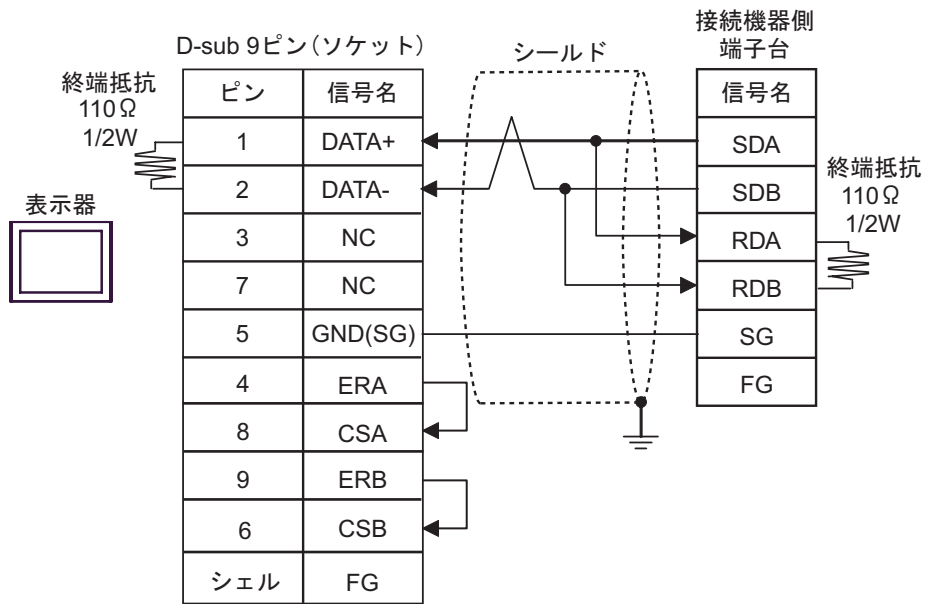 接続機器側
端子台
D-sub 9ピン(ソケット)
シールド
終端抵抗
110Ω
1/2W
ピン 信号名
1 DATA+
2 DATA-
3 NC
7 NC
5 GND(SG)
4 ERA
8 CSA
9 ERB
6 CSB
シェル FG
表示器
信号名
SDA
SDB
RDA
RDB
SG
FG
終端抵抗
110Ω
1/2W